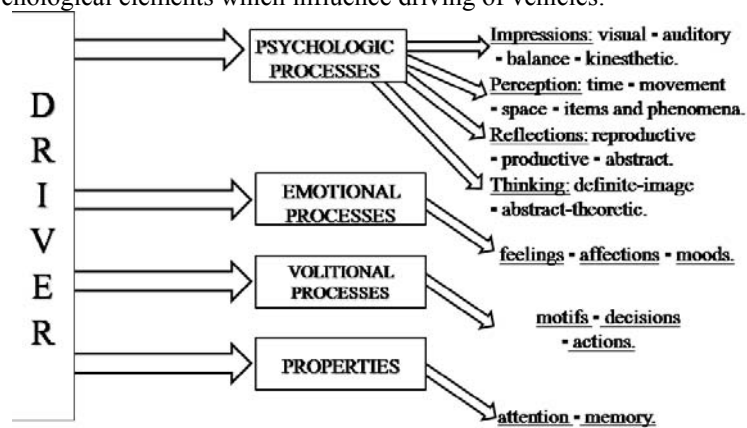 chological elements which influence driving of vehicles.
DRIVER
PSYCHOLOGIC
PROCESSES
Impressions: visual - auditory
- balance - kinesthetic.
Perception: time - movement
- space - items and phenomena.
Reflections: reproductive
- productive - abstract.
Thinking: definite-image
- abstract-theoretic.
EMOTIONAL
PROCESSES
feelings - affections - moods.
VOLITIONAL
PROCESSES
motifs - decisions
- actions.
PROPERTIES
attention - memory.